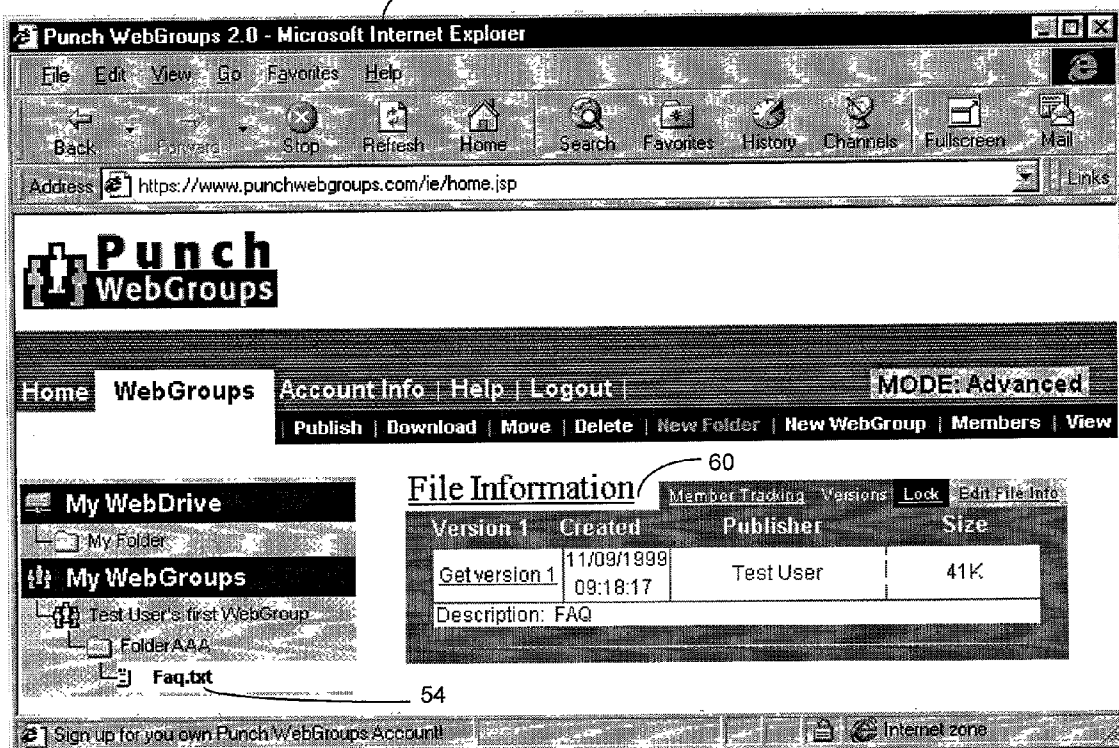 Punch WebGroups 2.0 - Microsoft Internet Explorer
File Edit View Go Favorites Help
Back Forward Stop Refresh Home Search Favorites History Channels Fullscreen Mail
Address https://www.punchwebgroups.com/ie/home.jsp Links
Punch
WebGroups
Home WebGroups Account Info | Help | Logout | MODE: Advanced
| Publish | Download | Move | Delete | New Folder | New WebGroup | Members | View
60
File Information Member Tracking Versions Lock Edit File Info
My WebDrive
My Folder
My WebGroups
Test User's first WebGroup
FolderAAA
Faq.txt
54
Version 1 Created Publisher Size
Getversion 1 11/09/1999 09:18:17 Test User 41K
Description: FAQ
Sign up for you own Punch WebGroups Account! Internet zone